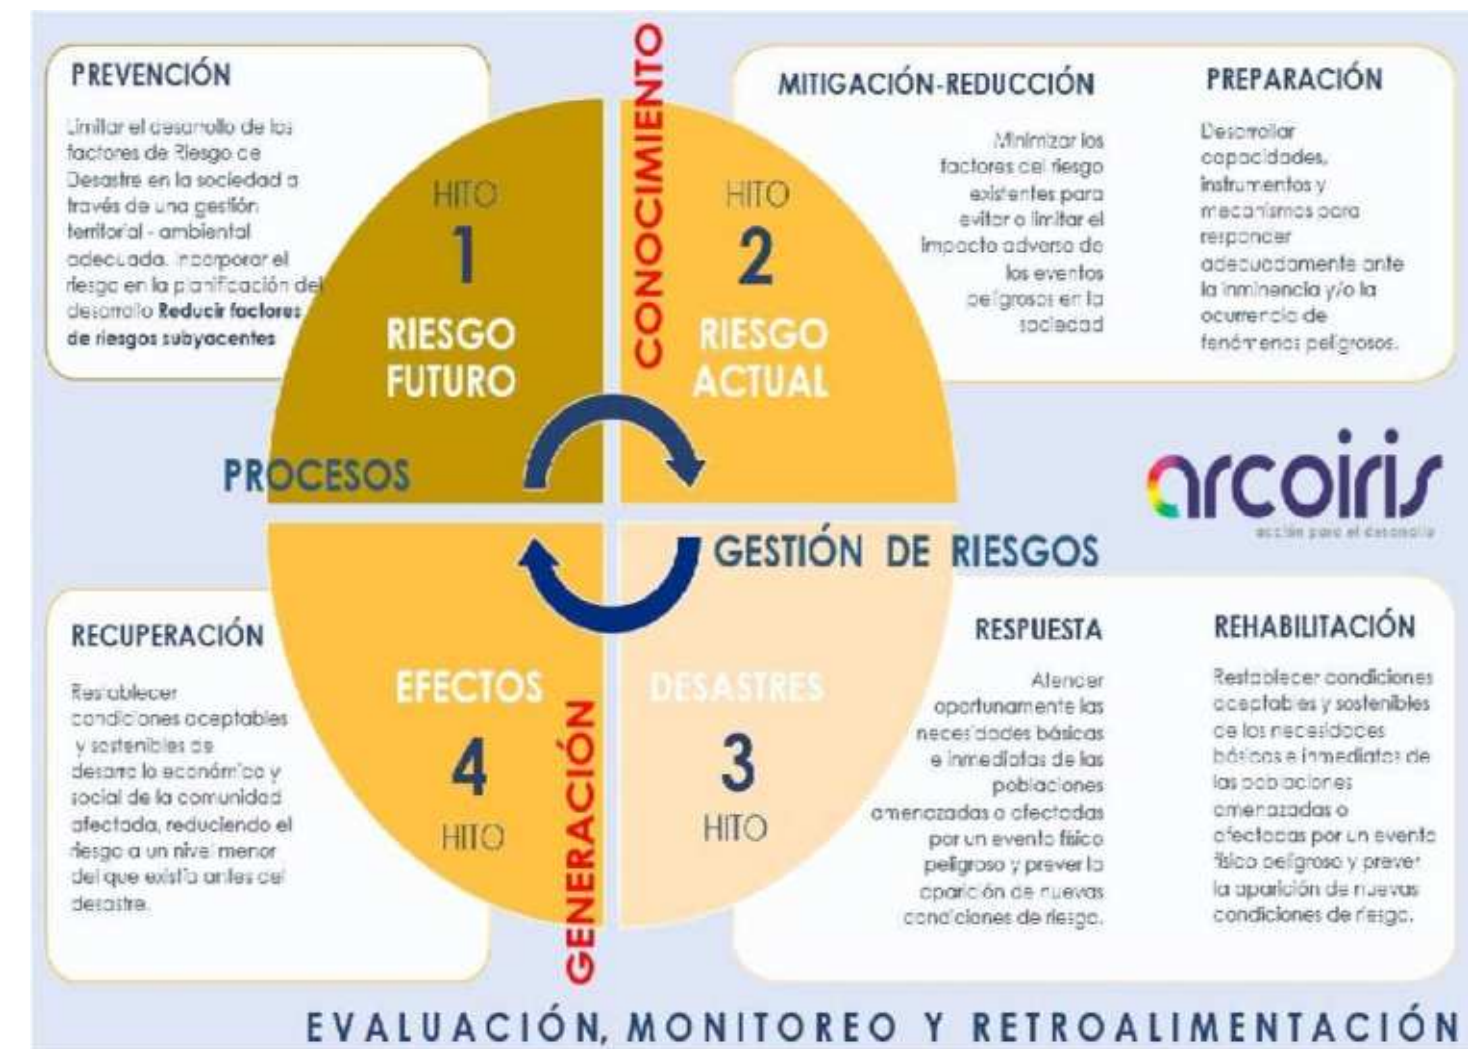 PREVENCIÓN
Limitar el desarrollo de los
factores de Riesgo de
Desastre en la sociedad a
través de una gestión
territorial - ambiental
adecuada. Incorporar el
riesgo en la planificación del
desarrollo Reducir factores
de riesgos subyacentes
HITO
1
RIESGO
FUTURO
CONOCIMIENTO
HITO
2
RIESGO
ACTUAL
MITIGACIÓN-REDUCCIÓN
Minimizar los
factores del riesgo
existentes para
evitar o limitar el
impacto adverso de
los eventos
peligrosos en la
sociedad
PREPARACIÓN
Desarrollar
capacidades,
instrumentos y
mecanismos para
responder
adecuadamente ante
la inminencia y/o la
ocurrencia de
fenómenos peligrosos.
PROCESOS
GESTIÓN DE RIESGOS
arcoiris
acción para el desarrollo
RECUPERACIÓN
Restablecer
condiciones aceptables
y sostenibles de
desarrollo económico y
social de la comunidad
afectada, reduciendo el
riesgo a un nivel menor
del que existía antes del
desastre.
EFECTOS
4
HITO
GENERACIÓN
DESASTRES
3
HITO
RESPUESTA
Atender
oportunamente las
necesidades básicas
e inmediatas de las
poblaciones
amenazadas o afectadas
por un evento físico
peligroso y prever la
aparición de nuevas
condiciones de riesgo.
REHABILITACIÓN
Restablecer condiciones
aceptables y sostenibles
de las necesidades
básicas e inmediatas de
las poblaciones
amenazadas o
afectadas por un evento
físico peligroso y prever
la aparición de nuevas
condiciones de riesgo.
EVALUACIÓN, MONITOREO Y RETROALIMENTACIÓN